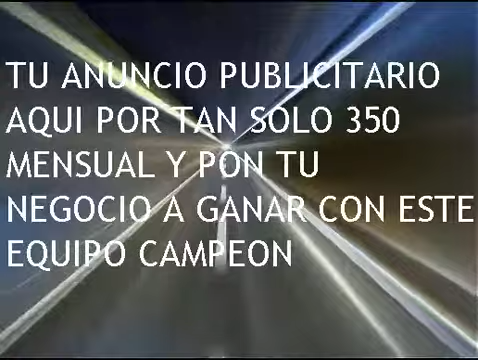 TU ANUNCIO PUBLICITARIO
AQUI POR TAN SOLO 350
MENSUAL Y PON TU
NEGOCIO A GANAR CON ESTE
EQUIPO CAMPEON